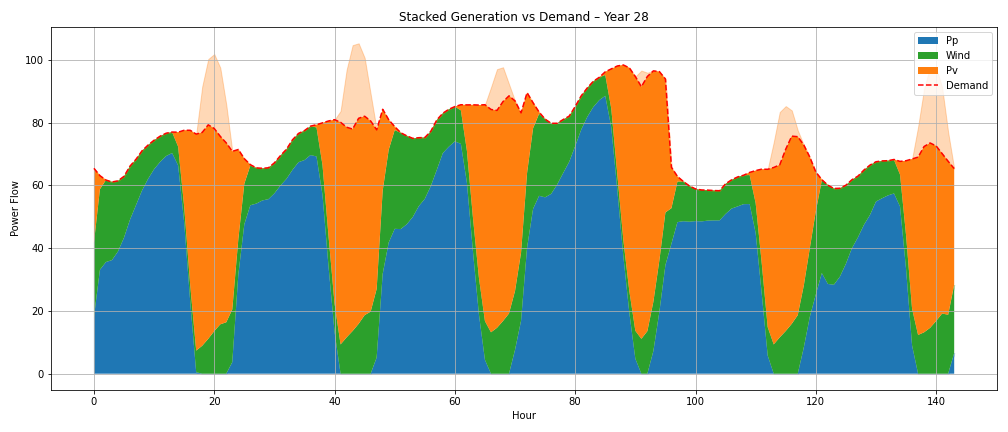 Stacked Generation vs Demand – Year 28
Pp
Wind
Pv
Demand
Power Flow
100
80
60
40
20
0
0 20 40 60 80 100 120 140
Hour